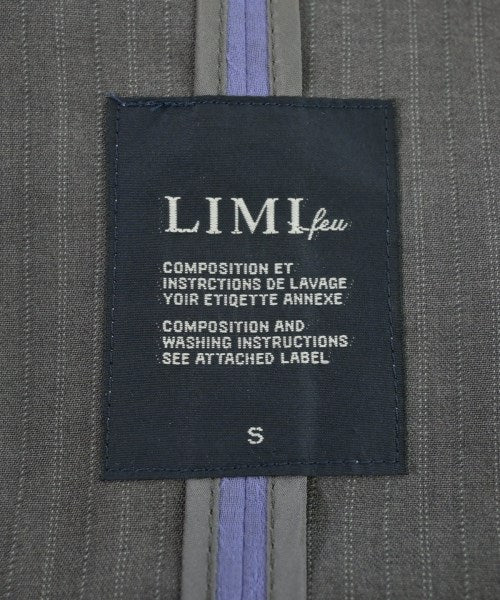 LIMI feu
COMPOSITION ET
INSTRCTIONS DE LAVAGE
YOIR ETIQETTE ANNEXE
COMPOSITION AND
WASHING INSTRUCTIONS
SEE ATTACHED LABEL
S